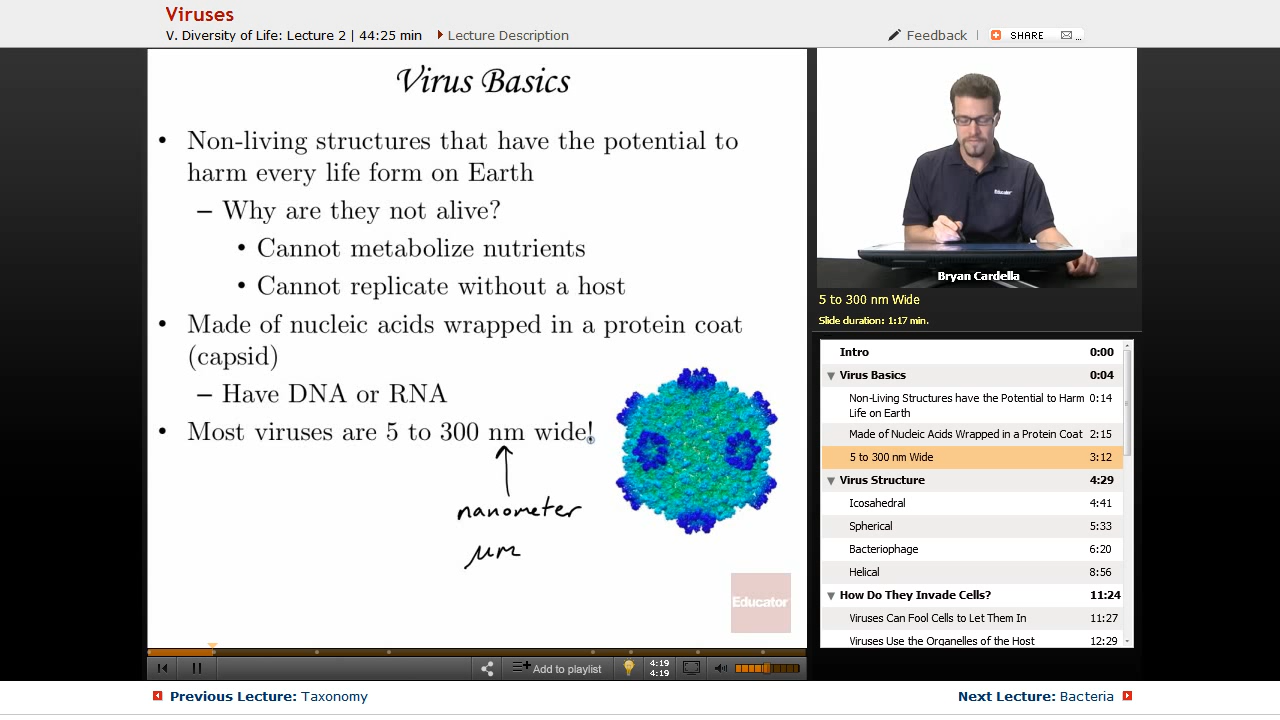 Viruses
V. Diversity of Life: Lecture 2 | 44:25 min
Lecture Description
Feedback
SHARE
Virus Basics
• Non-living structures that have the potential to
harm every life form on Earth
– Why are they not alive?
• Cannot metabolize nutrients
• Cannot replicate without a host
• Made of nucleic acids wrapped in a protein coat
(capsid)
– Have DNA or RNA
• Most viruses are 5 to 300 nm wide!
nanometer
μm
Educator
Educator
Bryan Cardella
5 to 300 nm Wide
Slide duration: 1:17 min.
Intro 0:00
Virus Basics 0:04
Non-Living Structures have the Potential to Harm 0:14
Life on Earth
Made of Nucleic Acids Wrapped in a Protein Coat 2:15
5 to 300 nm Wide 3:12
Virus Structure 4:29
Icosahedral 4:41
Spherical 5:33
Bacteriophage 6:20
Helical 8:56
How Do They Invade Cells? 11:24
Viruses Can Fool Cells to Let Them In 11:27
Viruses Use the Organelles of the Host 12:29
Add to playlist
4:19
4:19
Previous Lecture: Taxonomy
Next Lecture: Bacteria